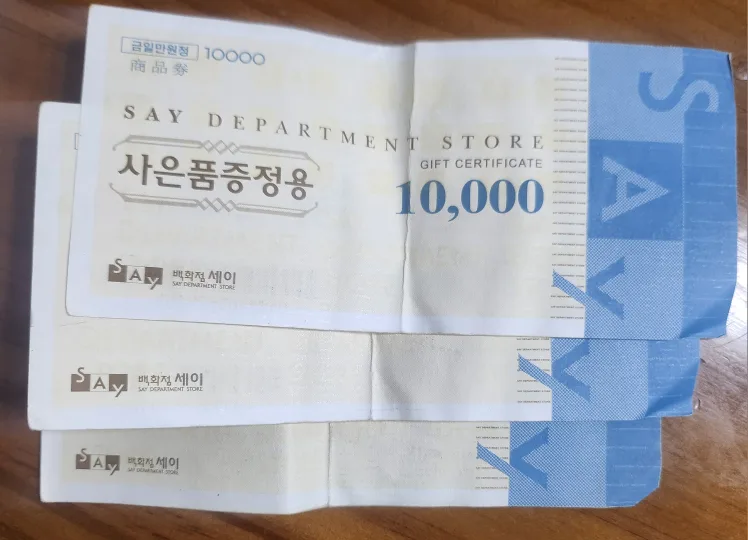 금일만원정 10000
商品券
SAY DEPARTMENT STORE
GIFT CERTIFICATE
사은품증정용
10,000
SAY 백화점 세이
SAY DEPARTMENT STORE
SAY
SAY 백화점 세이
SAY DEPARTMENT STORE
Y
SAY 백화점 세이
SAY DEPARTMENT STORE
Y